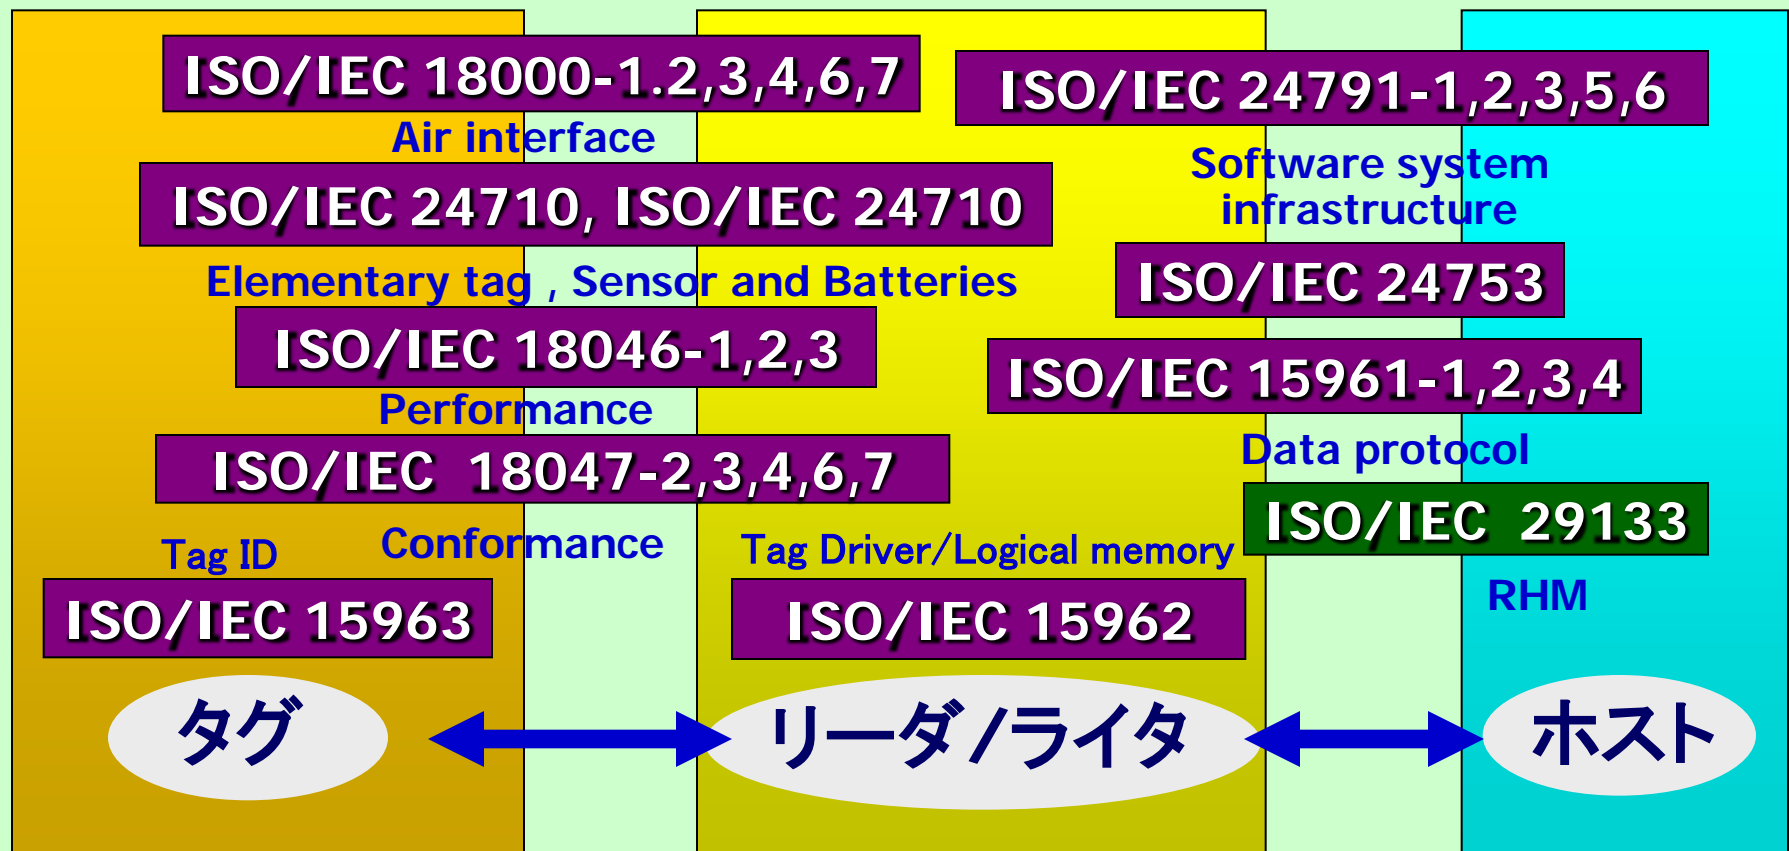 ISO/IEC 18000-1.2,3,4,6,7
Air interface
ISO/IEC 24710, ISO/IEC 24710
Elementary tag , Sensor and Batteries
ISO/IEC 18046-1,2,3
Performance
ISO/IEC 18047-2,3,4,6,7
Conformance
Tag ID
ISO/IEC 15963
ISO/IEC 24791-1,2,3,5,6
Software system
infrastructure
ISO/IEC 24753
ISO/IEC 15961-1,2,3,4
Data protocol
ISO/IEC 29133
RHM
Tag Driver/Logical memory
ISO/IEC 15962
タグ
リーダ/ライタ
ホスト